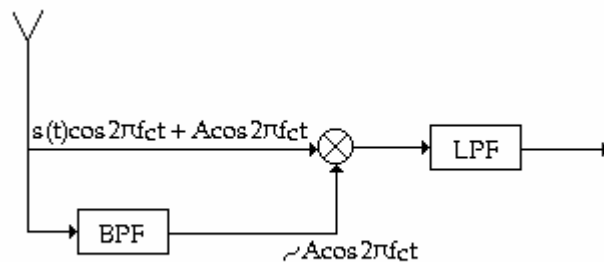 s(t)cos2πfct + Acos2πfct
LPF
BPF
~Acos2πfct